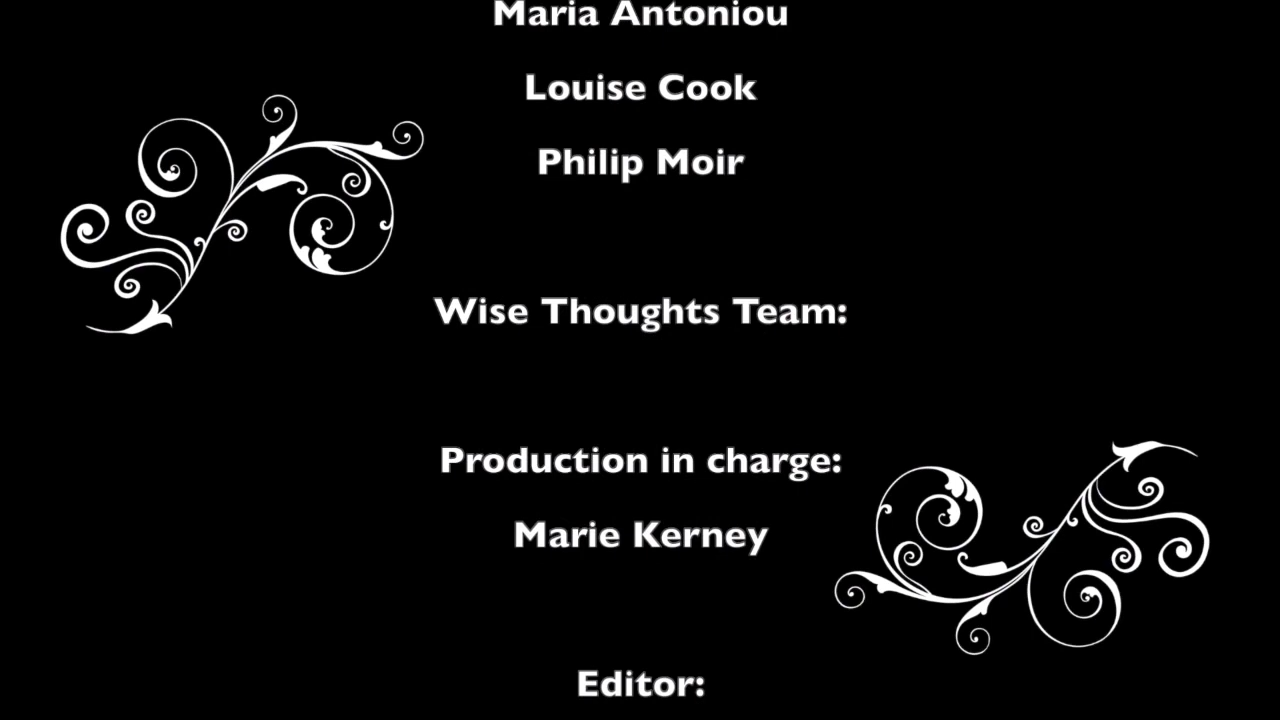 Maria Antoniou
Louise Cook
Philip Moir
Wise Thoughts Team:
Production in charge:
Marie Kerney
Editor: